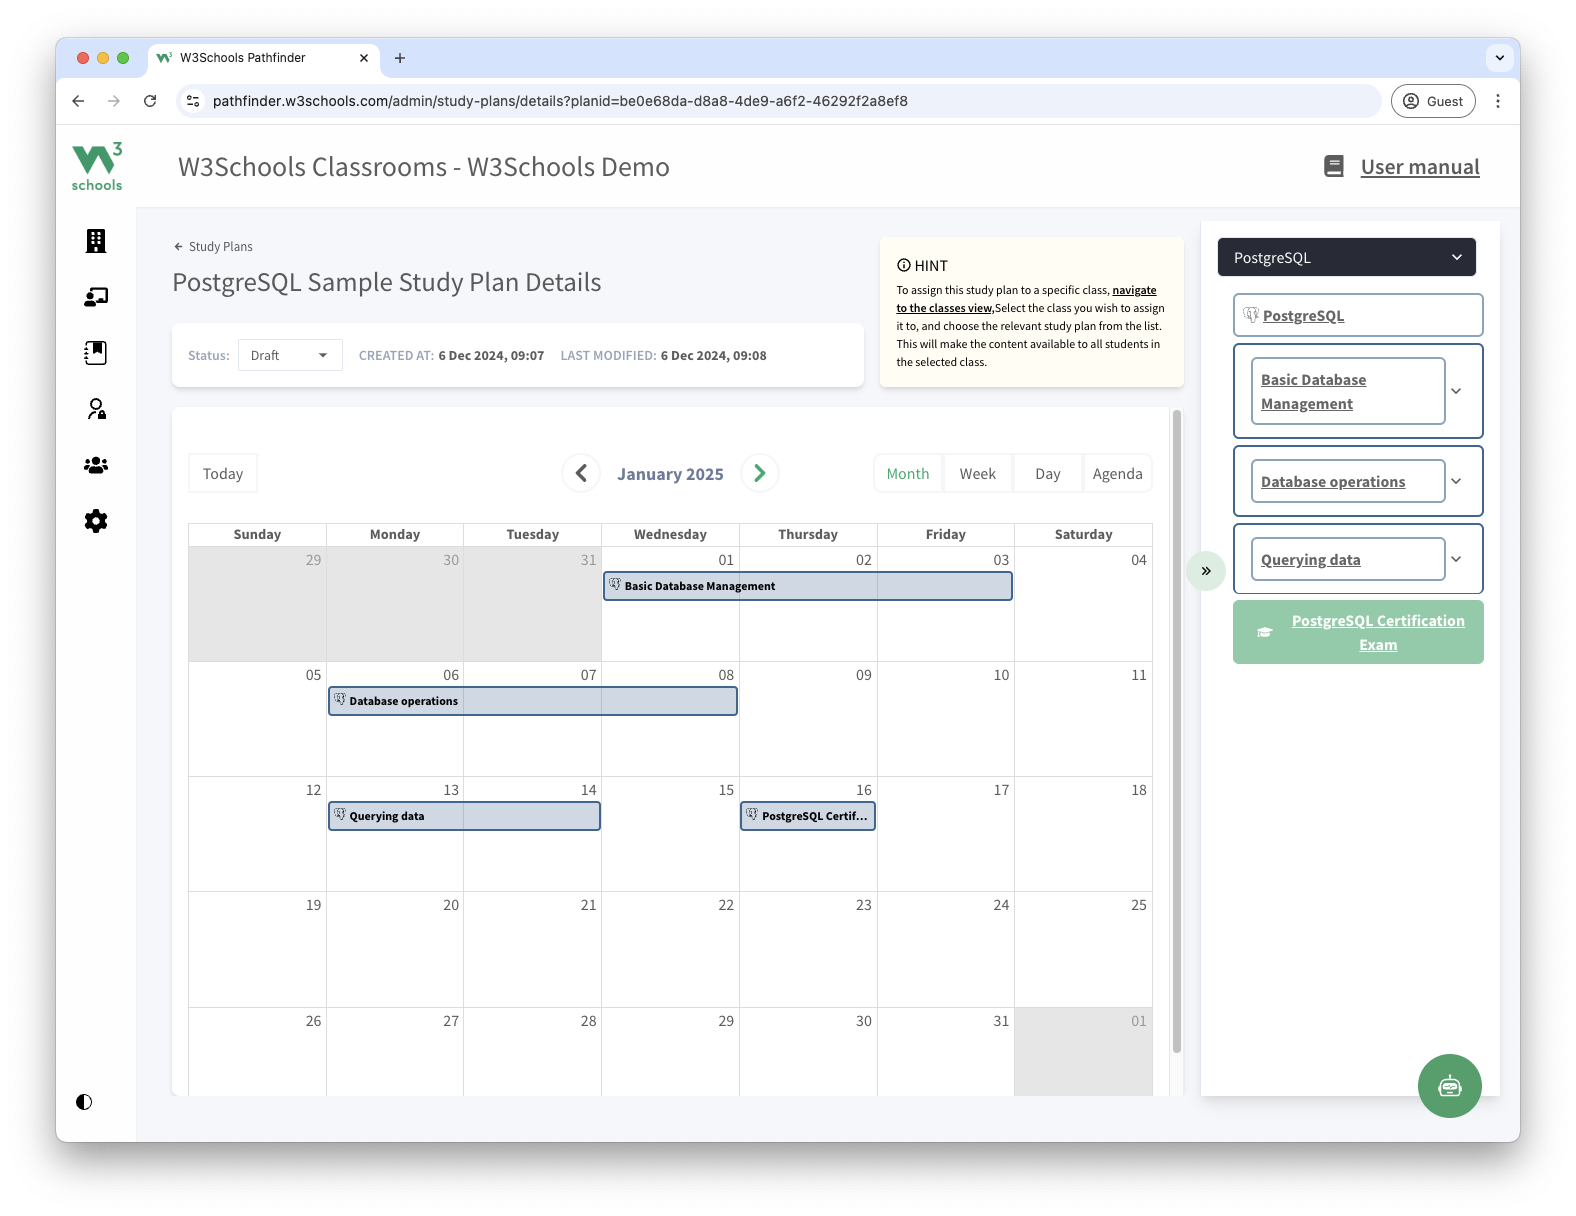 W3Schools Pathfinder
pathfinder.w3schools.com/admin/study-plans/details?planid=be0e68da-d8a8-4de9-a6f2-46292f2a8ef8
Guest
W3 schools
W3Schools Classrooms - W3Schools Demo
User manual
Study Plans
PostgreSQL Sample Study Plan Details
Status: Draft CREATED AT: 6 Dec 2024, 09:07 LAST MODIFIED: 6 Dec 2024, 09:08
HINT
To assign this study plan to a specific class, navigate
to the classes view,Select the class you wish to assign
it to, and choose the relevant study plan from the list.
This will make the content available to all students in
the selected class.
Today
January 2025
Month Week Day Agenda
Sunday Monday Tuesday Wednesday Thursday Friday Saturday
29 30 31 01 02 03 04
Basic Database Management
05 06 07 08 09 10 11
Database operations
12 13 14 15 16 17 18
Querying data
PostgreSQL Certif...
19 20 21 22 23 24 25
26 27 28 29 30 31 01
PostgreSQL
PostgreSQL
Basic Database
Management
Database operations
Querying data
PostgreSQL Certification
Exam